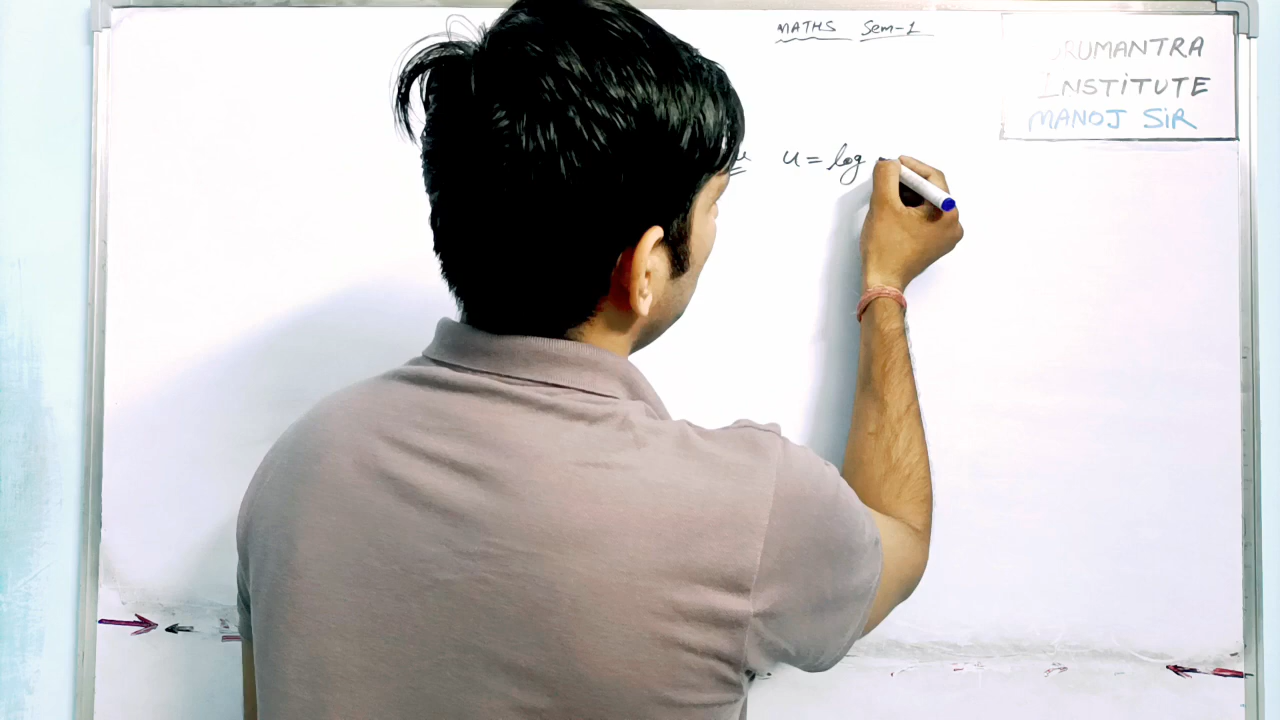 MATHS Sem-1
RUMANTRA
INSTITUTE
MANOJ SiR
u = log